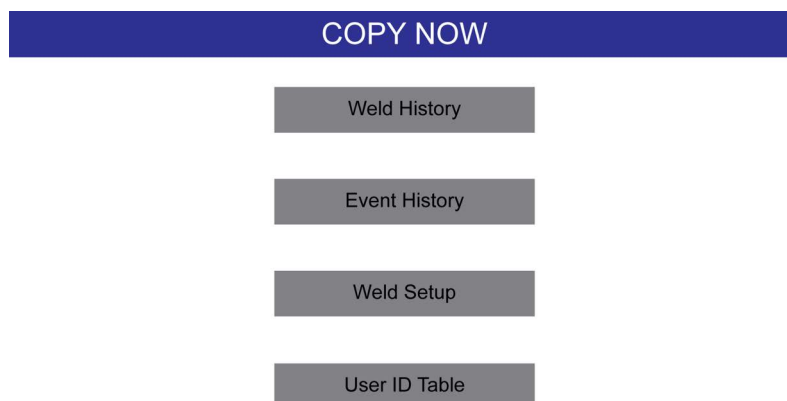 COPY NOW
Weld History
Event History
Weld Setup
User ID Table